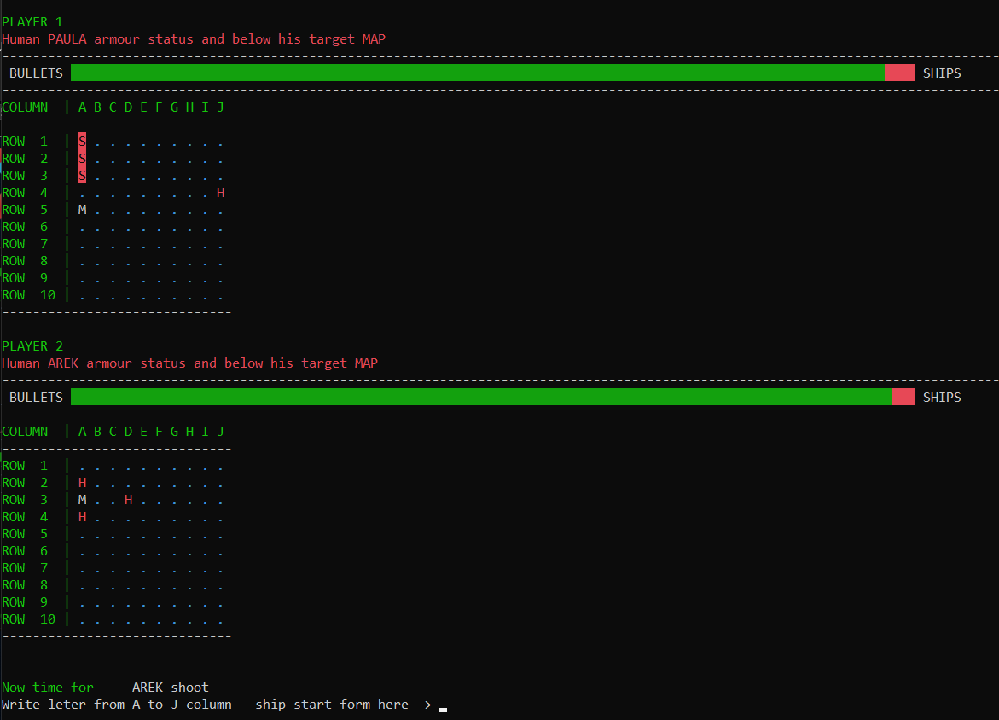 PLAYER 1
Human PAULA armour status and below his target MAP
----------------------------------------------------------------------------------------------------------------------------------
BULLETS SHIPS
----------------------------------------------------------------------------------------------------------------------------------
COLUMN | A B C D E F G H I J
------------------------------
ROW 1 | S . . . . . . . . .
ROW 2 | S . . . . . . . . .
ROW 3 | S . . . . . . . . .
ROW 4 | . . . . . . . . . H
ROW 5 | M . . . . . . . . .
ROW 6 | . . . . . . . . . .
ROW 7 | . . . . . . . . . .
ROW 8 | . . . . . . . . . .
ROW 9 | . . . . . . . . . .
ROW 10 | . . . . . . . . . .
------------------------------
PLAYER 2
Human AREK armour status and below his target MAP
----------------------------------------------------------------------------------------------------------------------------------
BULLETS SHIPS
----------------------------------------------------------------------------------------------------------------------------------
COLUMN | A B C D E F G H I J
------------------------------
ROW 1 | . . . . . . . . . .
ROW 2 | H . . . . . . . . .
ROW 3 | M . . H . . . . . .
ROW 4 | H . . . . . . . . .
ROW 5 | . . . . . . . . . .
ROW 6 | . . . . . . . . . .
ROW 7 | . . . . . . . . . .
ROW 8 | . . . . . . . . . .
ROW 9 | . . . . . . . . . .
ROW 10 | . . . . . . . . . .
------------------------------
Now time for - AREK shoot
Write leter from A to J column - ship start form here ->